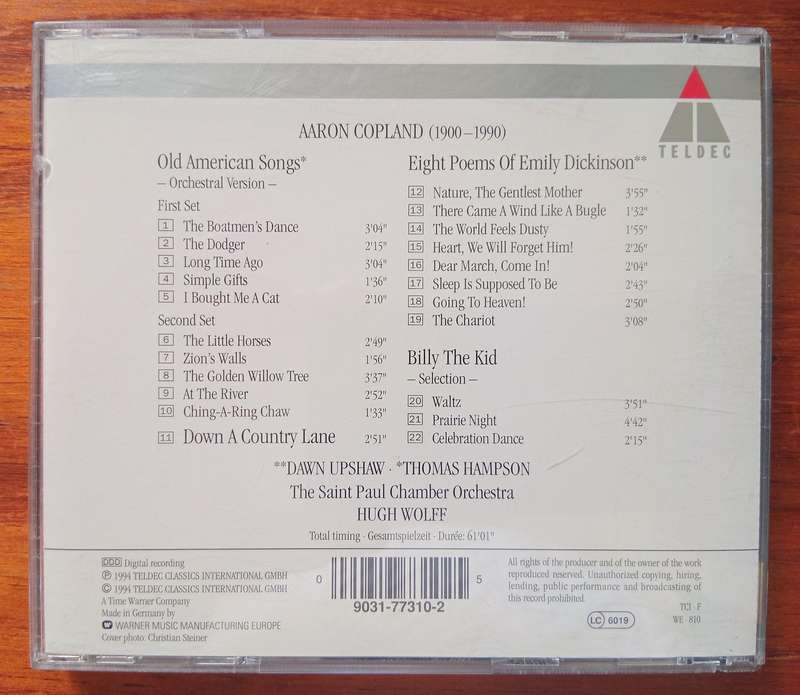 TELDEC
AARON COPLAND (1900–1990)
Old American Songs*
– Orchestral Version –
First Set
1 The Boatmen's Dance 3'04"
2 The Dodger 2'15"
3 Long Time Ago 3'04"
4 Simple Gifts 1'36"
5 I Bought Me A Cat 2'10"
Second Set
6 The Little Horses 2'49"
7 Zion's Walls 1'56"
8 The Golden Willow Tree 3'37"
9 At The River 2'52"
10 Ching-A-Ring Chaw 1'33"
11 Down A Country Lane 2'51"
Eight Poems Of Emily Dickinson**
12 Nature, The Gentlest Mother 3'55"
13 There Came A Wind Like A Bugle 1'32"
14 The World Feels Dusty 1'55"
15 Heart, We Will Forget Him! 2'26"
16 Dear March, Come In! 2'04"
17 Sleep Is Supposed To Be 2'43"
18 Going To Heaven! 2'50"
19 The Chariot 3'08"
Billy The Kid
– Selection –
20 Waltz 3'51"
21 Prairie Night 4'42"
22 Celebration Dance 2'15"
**DAWN UPSHAW · *THOMAS HAMPSON
The Saint Paul Chamber Orchestra
HUGH WOLFF
Total timing · Gesamtspielzeit · Durée: 61'01"
DDD Digital recording
℗ 1994 TELDEC CLASSICS INTERNATIONAL GMBH
© 1994 TELDEC CLASSICS INTERNATIONAL GMBH
A Time Warner Company
Made in Germany by
WARNER MUSIC MANUFACTURING EUROPE
Cover photo: Christian Steiner
0 5
9031-77310-2
All rights of the producer and of the owner of the work
reproduced reserved. Unauthorized copying, hiring,
lending, public performance and broadcasting of
this record prohibited.
LC 6019
TCI · F
WE · 810